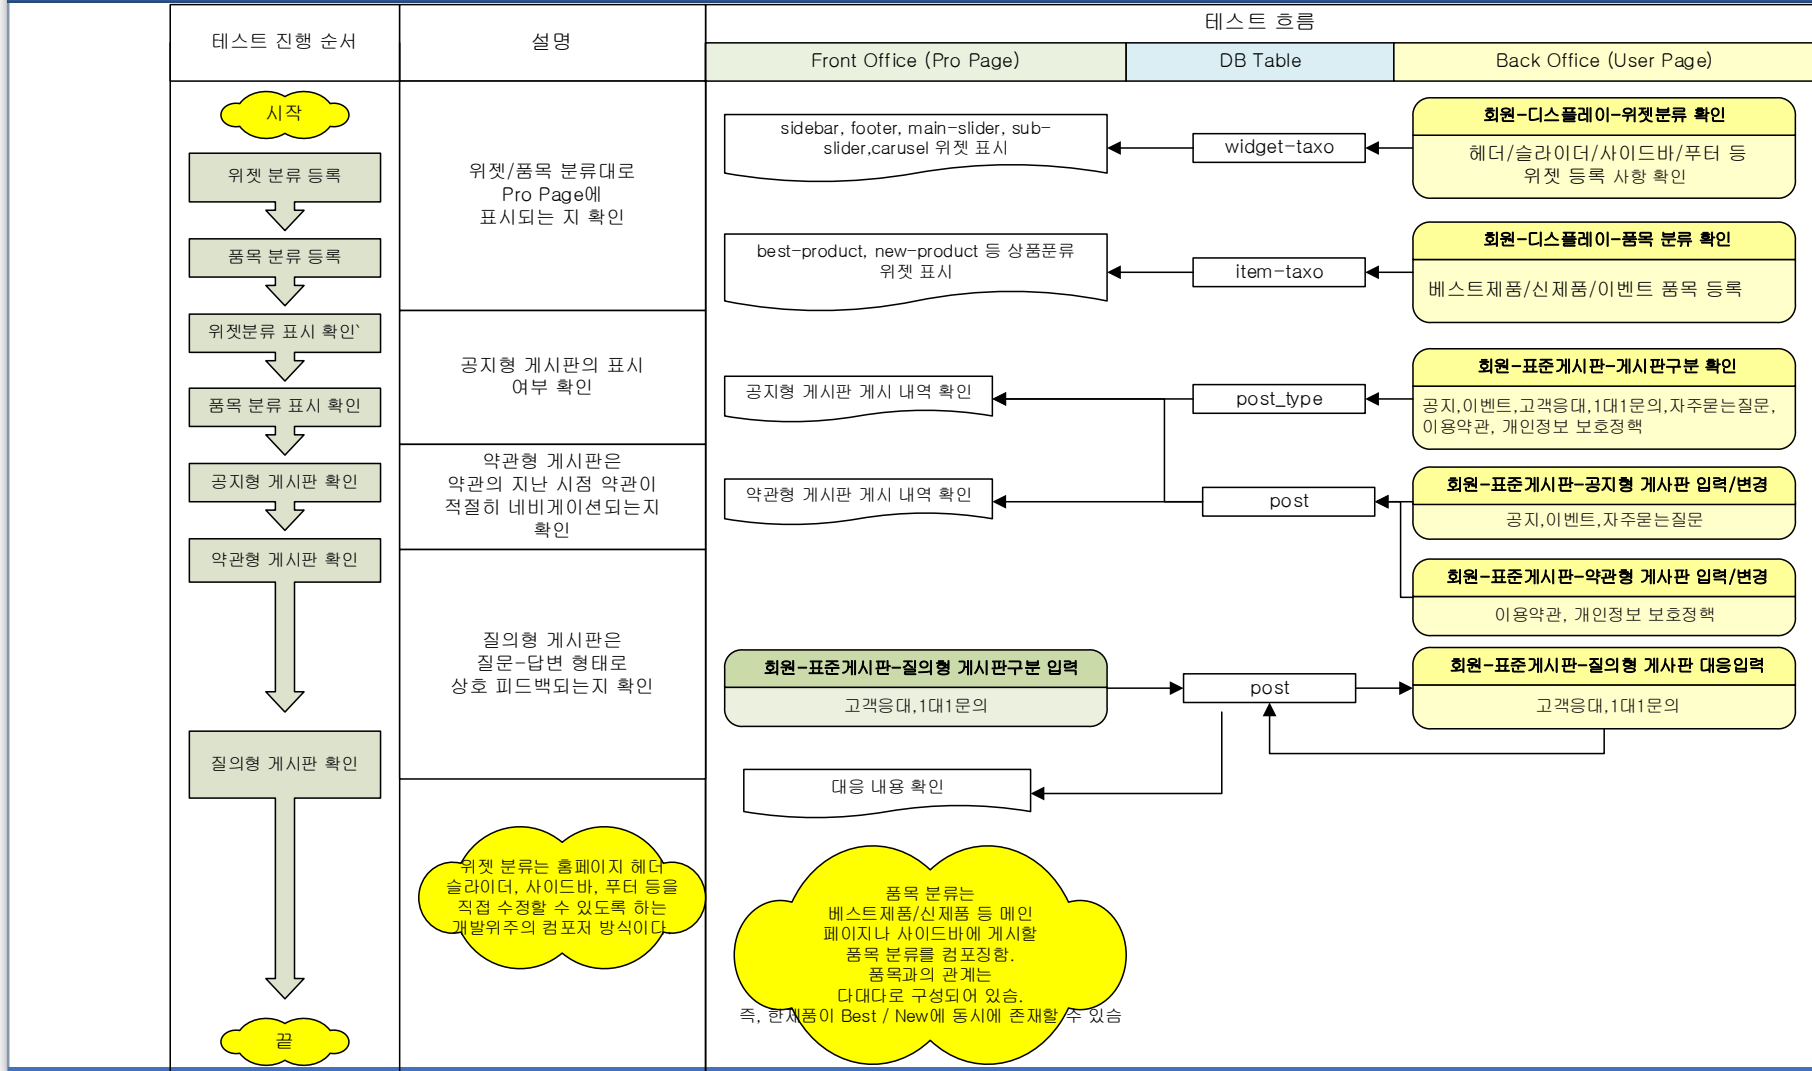 테스트 진행 순서
설명
테스트 흐름
Front Office (Pro Page)
DB Table
Back Office (User Page)
시작
위젯 분류 등록
품목 분류 등록
위젯분류 표시 확인`
품목 분류 표시 확인
공지형 게시판 확인
약관형 게시판 확인
질의형 게시판 확인
끝
위젯/품목 분류대로
Pro Page에
표시되는 지 확인
공지형 게시판의 표시
여부 확인
약관형 게시판은
약관의 지난 시점 약관이
적절히 네비게이션되는지
확인
질의형 게시판은
질문-답변 형태로
상호 피드백되는지 확인
위젯 분류는 홈페이지 헤더
슬라이더, 사이드바, 푸터 등을
직접 수정할 수 있도록 하는
개발위주의 컴포저 방식이다
sidebar, footer, main-slider, sub-
slider,carusel 위젯 표시
widget-taxo
회원-디스플레이-위젯분류 확인
헤더/슬라이더/사이드바/푸터 등
위젯 등록 사항 확인
best-product, new-product 등 상품푼류
위젯 표시
item-taxo
회원-디스플레이-품목 분류 확인
베스트제품/신제품/이벤트 품목 등록
공지형 게시판 게시 내역 확인
post_type
회원-표준게시판-게시판구분 확인
공지,이벤트,고객응대,1대1문의,자주묻는질문,
이용약관, 개인정보 보호정핵
약관형 게시판 게시 내역 확인
post
회원-표준게시판-공지형 게사판 입력/변경
공지,이벤트,자주묻는질문
회원-표준게시판-약관형 게사판 입력/변경
이용약관, 개인정보 보호정핵
회원-표준게시판-질의형 게시판구분 입력
고객응대,1대1문의
post
회원-표준게시판-질의형 게사판 대응입력
고객응대,1대1문의
대응 내용 확인
품목 분류는
베스트제품/신제품 등 메인
페이지나 사이드바에 게시할
품목 분류를 컴포징함.
품목과의 관계는
다대다로 구성되어 있슴.
즉, 한제품이 Best / New에 동시에 존재할 수 있슴